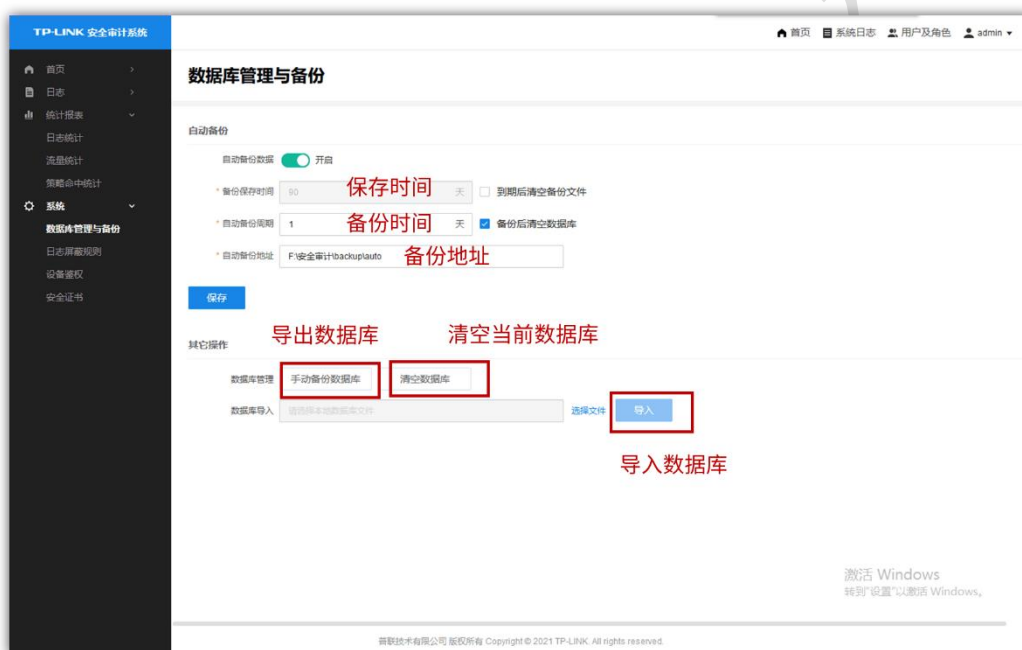 TP-LINK 安全审计系统
首页 系统日志 用户及角色 admin
首页
日志
统计报表
日志统计
流量统计
策略命中统计
系统
数据库管理与备份
日志屏蔽规则
设备鉴权
安全证书
数据库管理与备份
自动备份
自动备份数据 开启
* 备份保存时间 90 保存时间 天 到期后清空备份文件
* 自动备份周期 1 备份时间 天 备份后清空数据库
* 自动备份地址 F:\安全审计\backup\auto 备份地址
保存
导出数据库 清空当前数据库
其它操作
数据库管理 手动备份数据库 清空数据库
数据库导入 请选择本地数据库文件 选择文件 导入
导入数据库
激活 Windows
转到"设置"以激活 Windows。
普联技术有限公司 版权所有 Copyright © 2021 TP-LINK. All rights reserved.